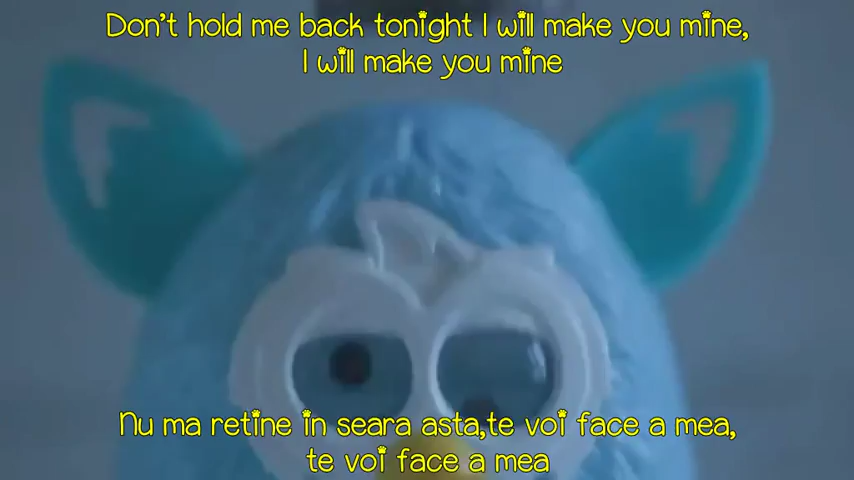 Don't hold me back tonight I will make you mine,
I will make you mine
Nu ma retine in seara asta,te voi face a mea,
te voi face a mea